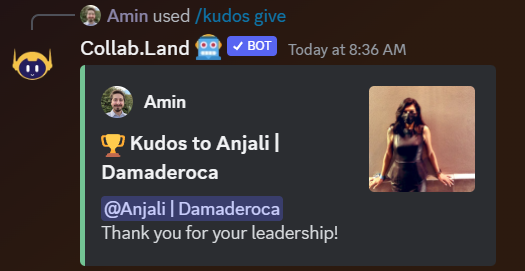 Amin used /kudos give
Collab.Land 🤖 ✓ BOT Today at 8:36 AM
Amin
🏆 Kudos to Anjali |
Damaderoca
@Anjali | Damaderoca
Thank you for your leadership!